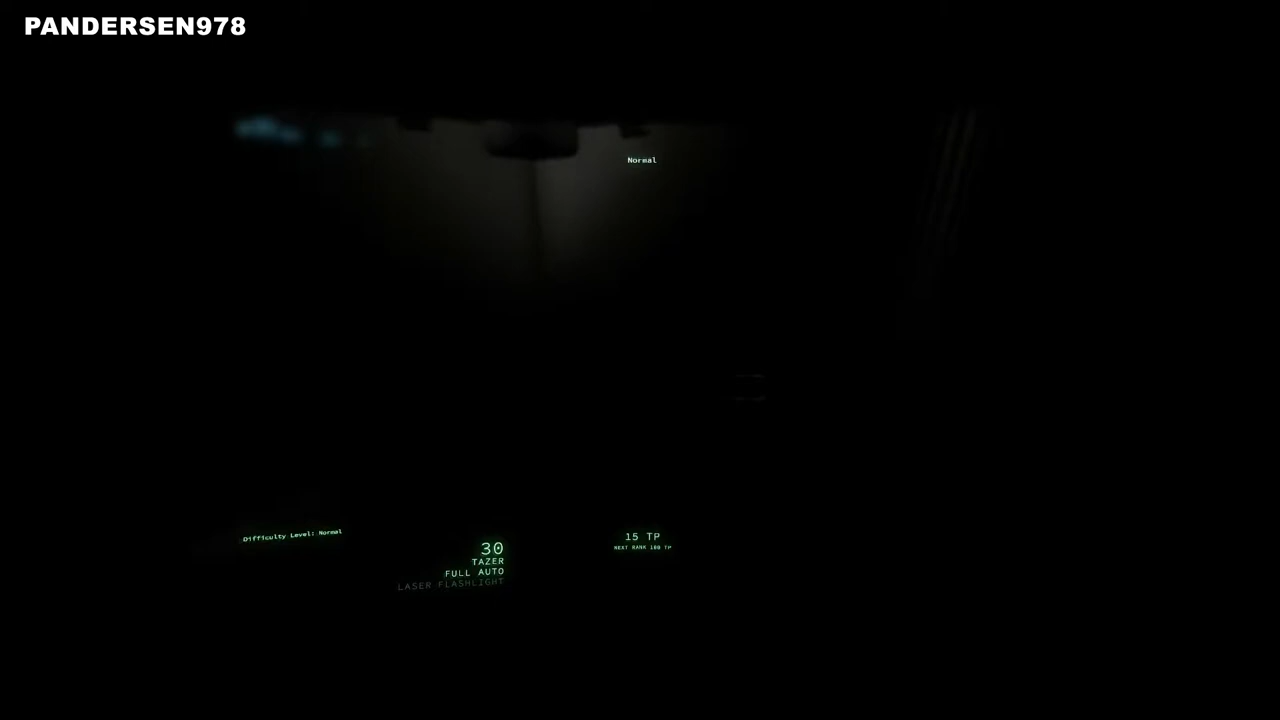 PANDERSEN978
Normal
Difficulty Level: Normal
30
TAZER
FULL AUTO
LASER FLASHLIGHT
15 TP
NEXT RANK 100 TP